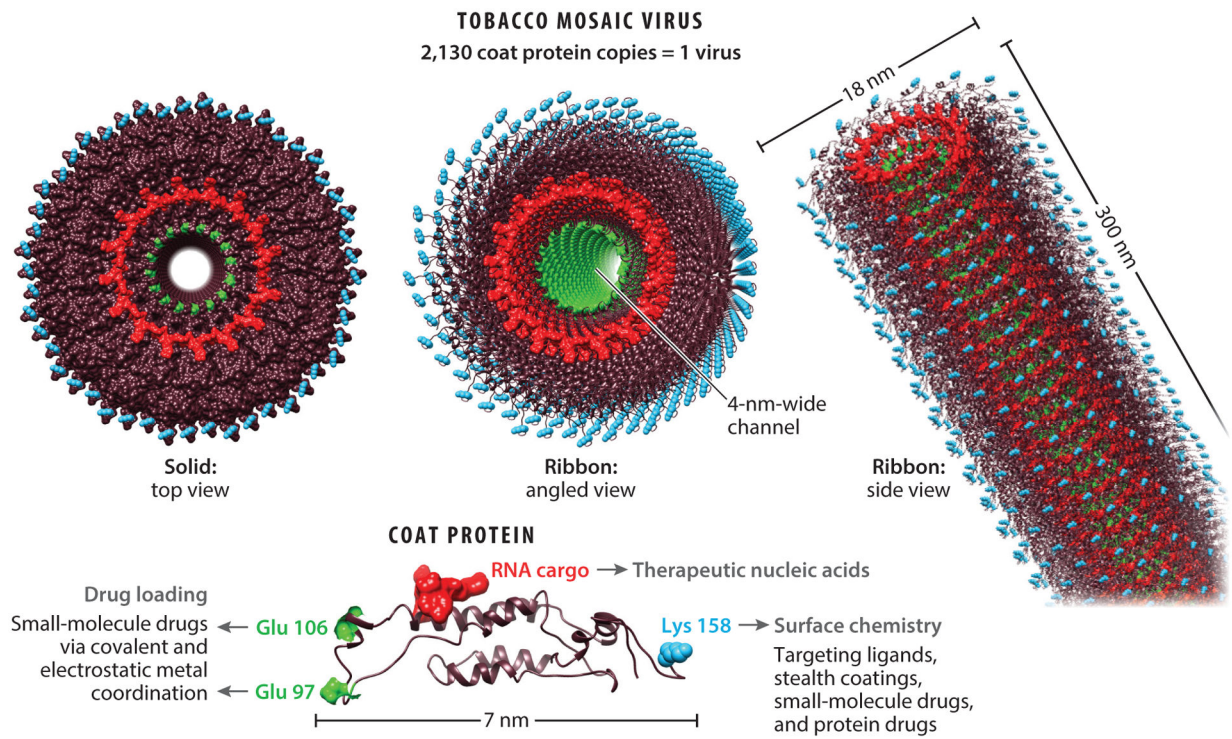 TOBACCO MOSAIC VIRUS
2,130 coat protein copies = 1 virus
18 nm
300 nm
4-nm-wide
channel
Solid:
top view
Ribbon:
angled view
Ribbon:
side view
COAT PROTEIN
RNA cargo → Therapeutic nucleic acids
Drug loading
Small-molecule drugs
via covalent and
electrostatic metal
coordination
← Glu 106
← Glu 97
Lys 158 → Surface chemistry
Targeting ligands,
stealth coatings,
small-molecule drugs,
and protein drugs
7 nm